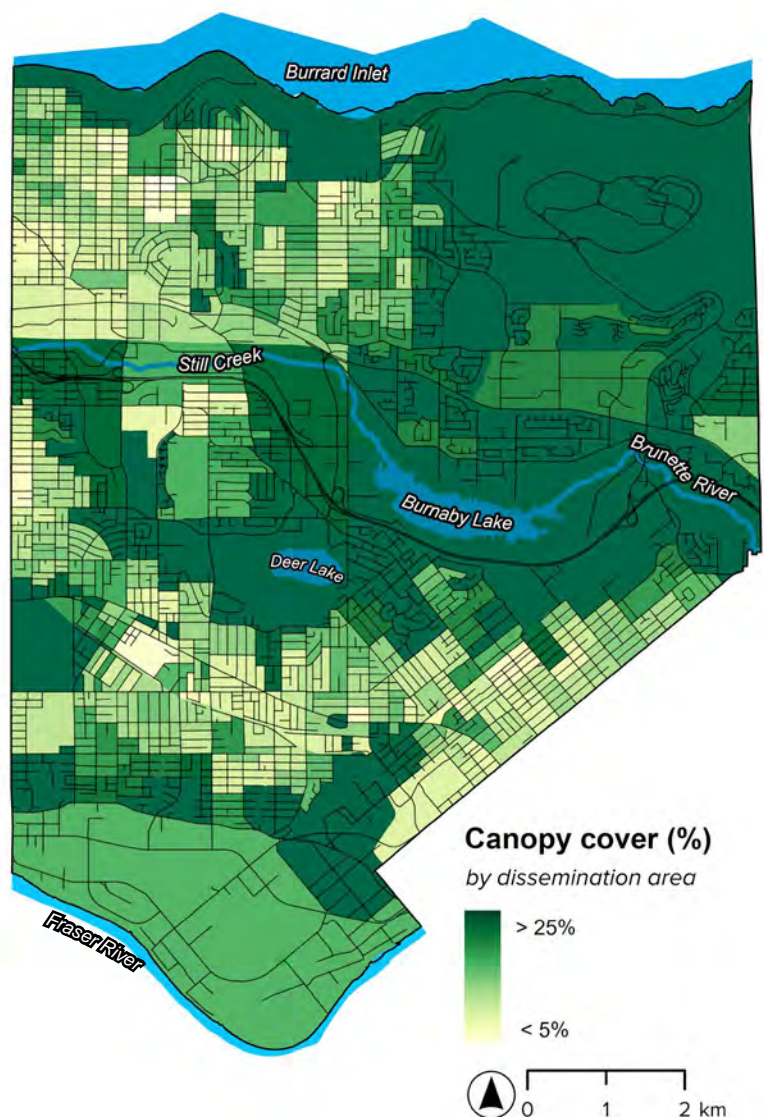 Burrard Inlet
Still Creek
Brunette River
Burnaby Lake
Deer Lake
Fraser River
Canopy cover (%)
by dissemination area
> 25%
< 5%
0 1 2 km